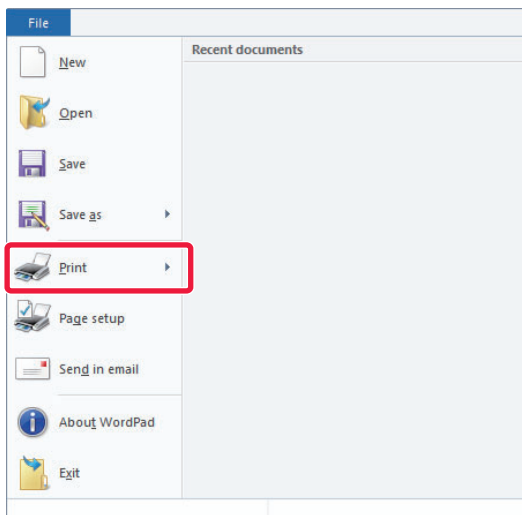 File
Recent documents
New
Open
Save
Save as
Print
Page setup
Send in email
About WordPad
Exit